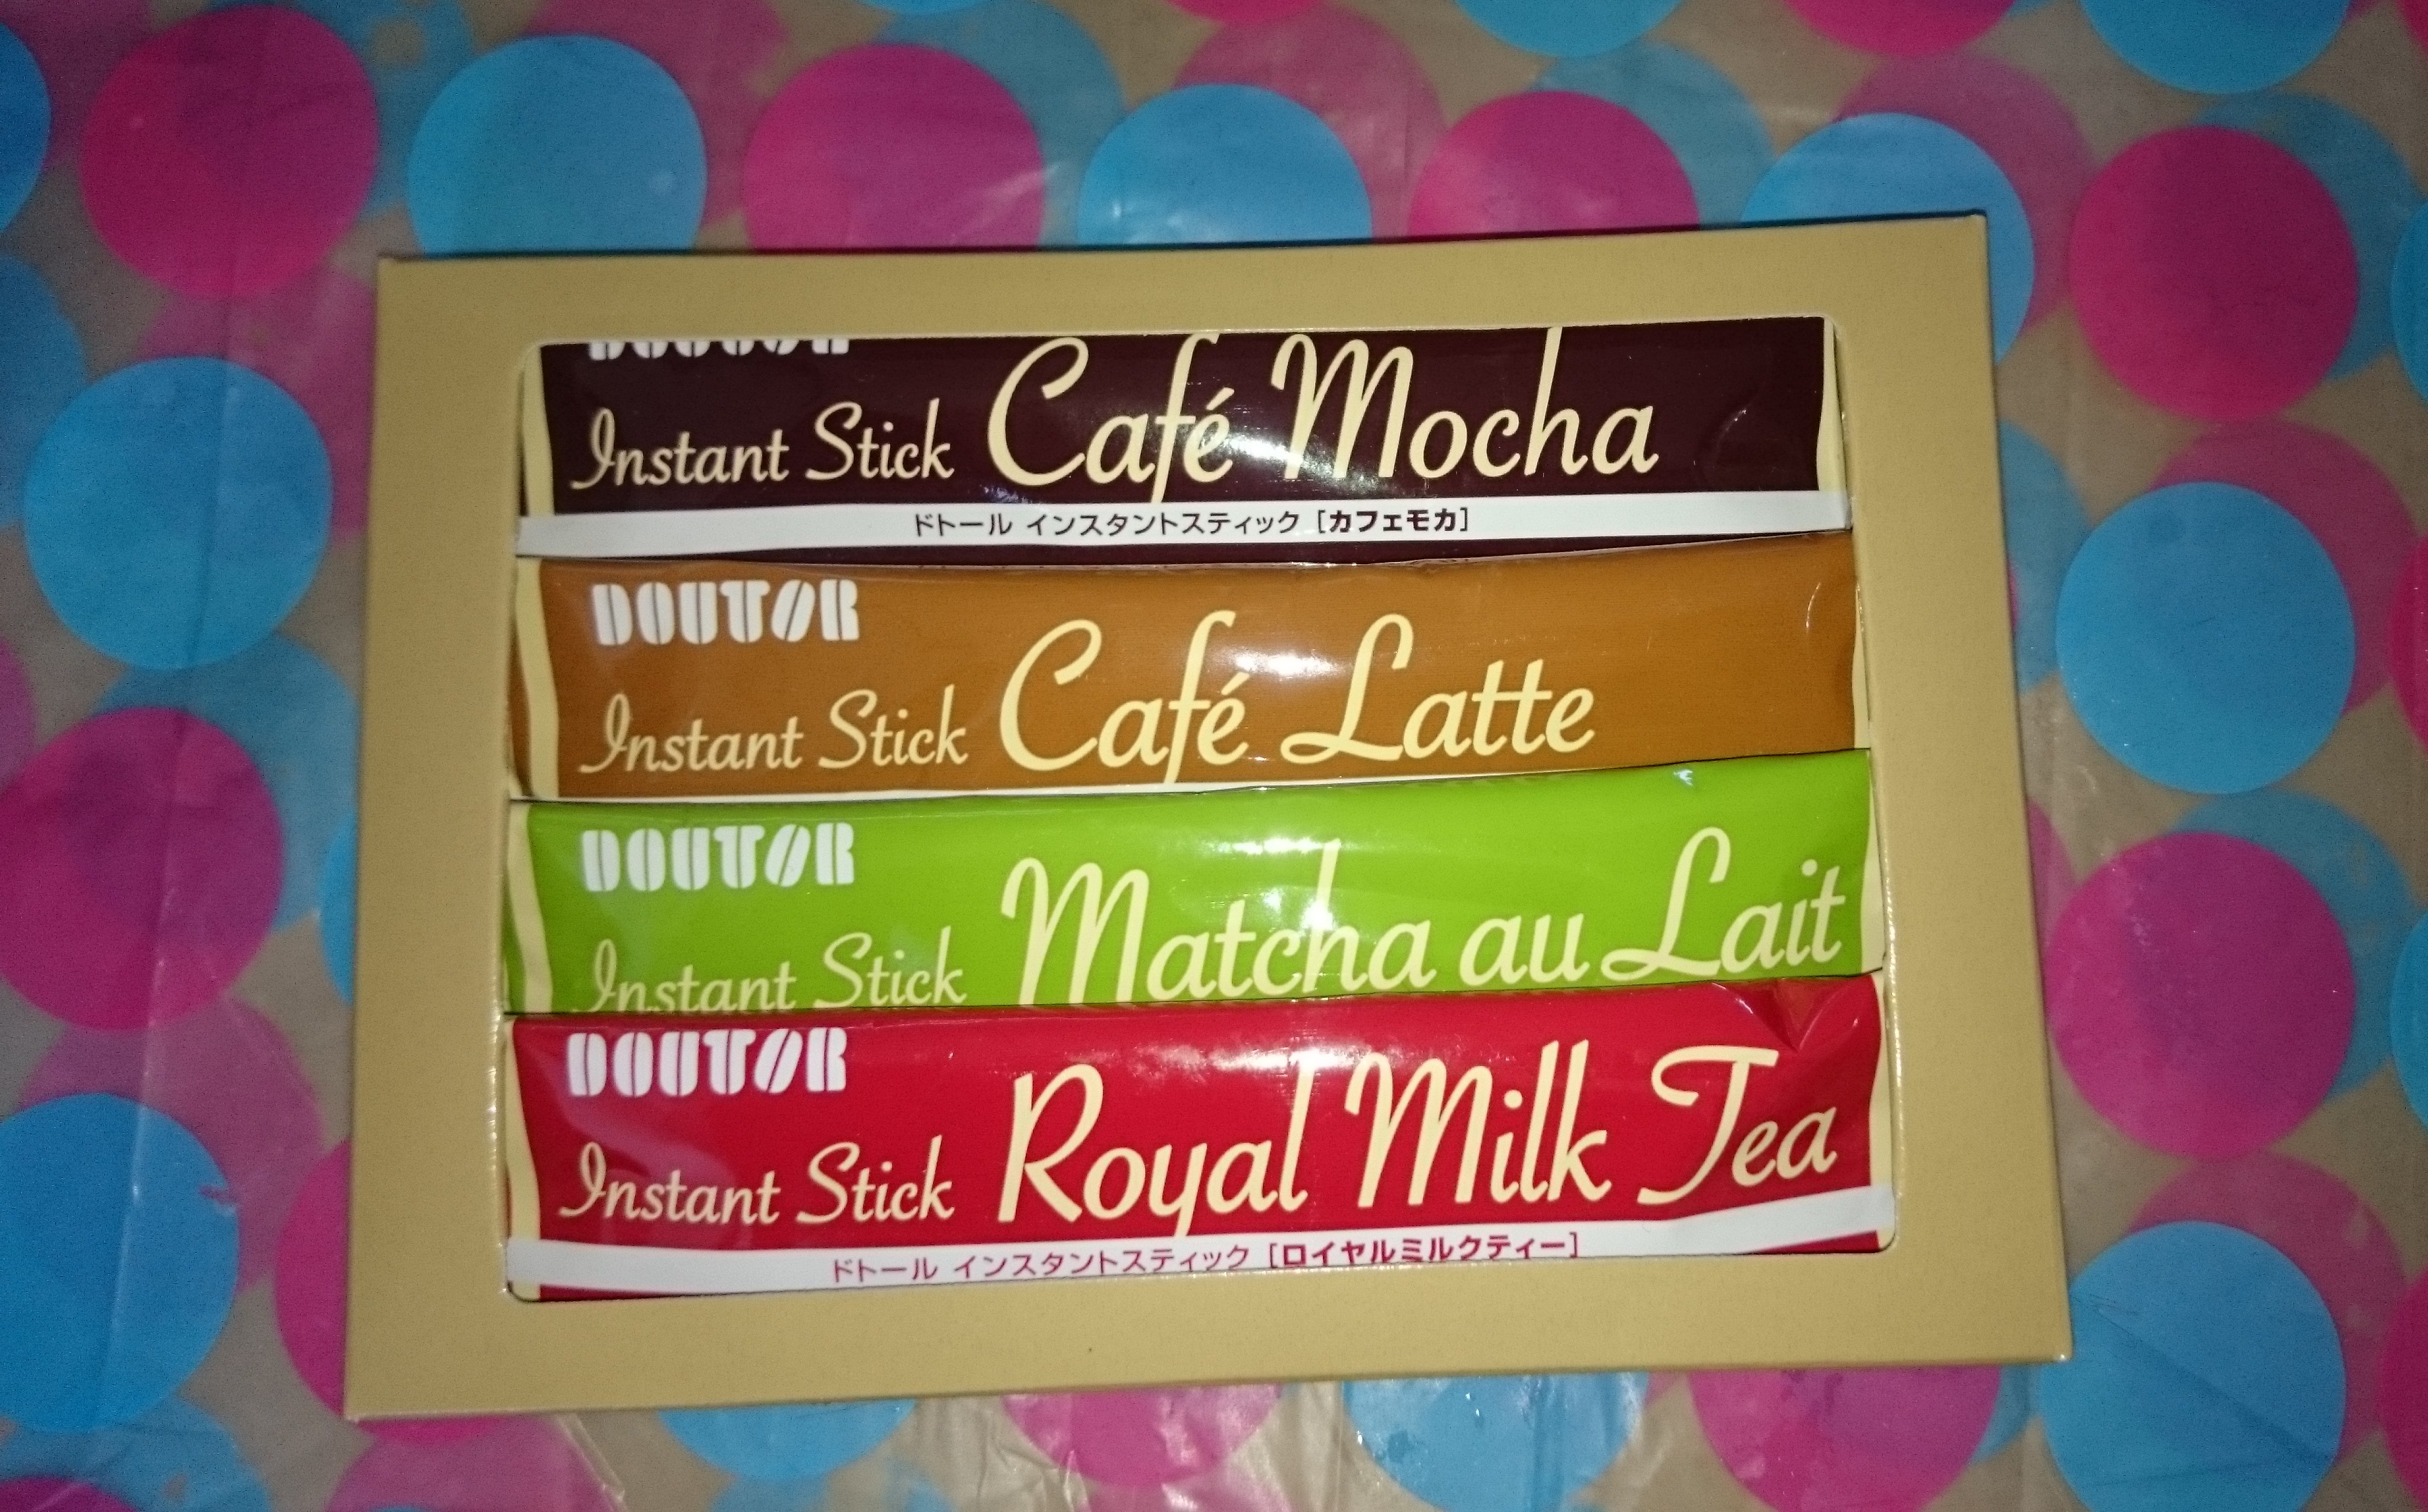 DOUTOR
Instant Stick Café Mocha
ドトール インスタントスティック [カフェモカ]
DOUTOR
Instant Stick Café Latte
DOUTOR
Instant Stick Matcha au Lait
DOUTOR
Instant Stick Royal Milk Tea
ドトール インスタントスティック [ロイヤルミルクティー]